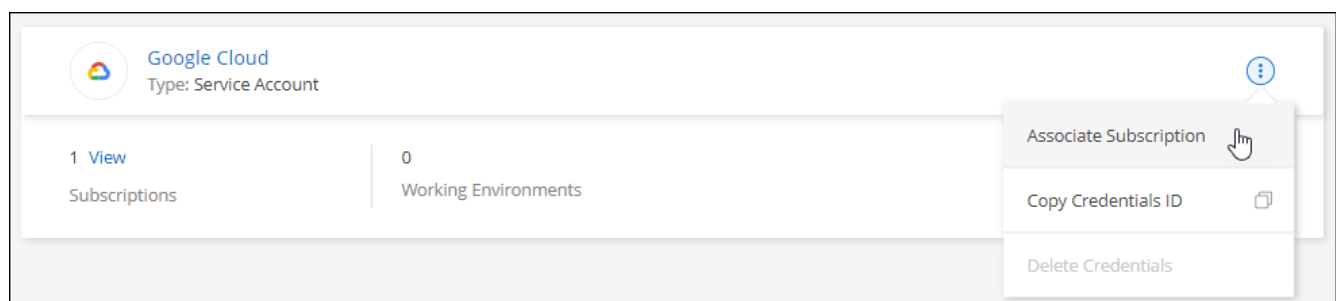 Google Cloud
Type: Service Account
Associate Subscription
1 View
0
Subscriptions
Working Environments
Copy Credentials ID
Delete Credentials